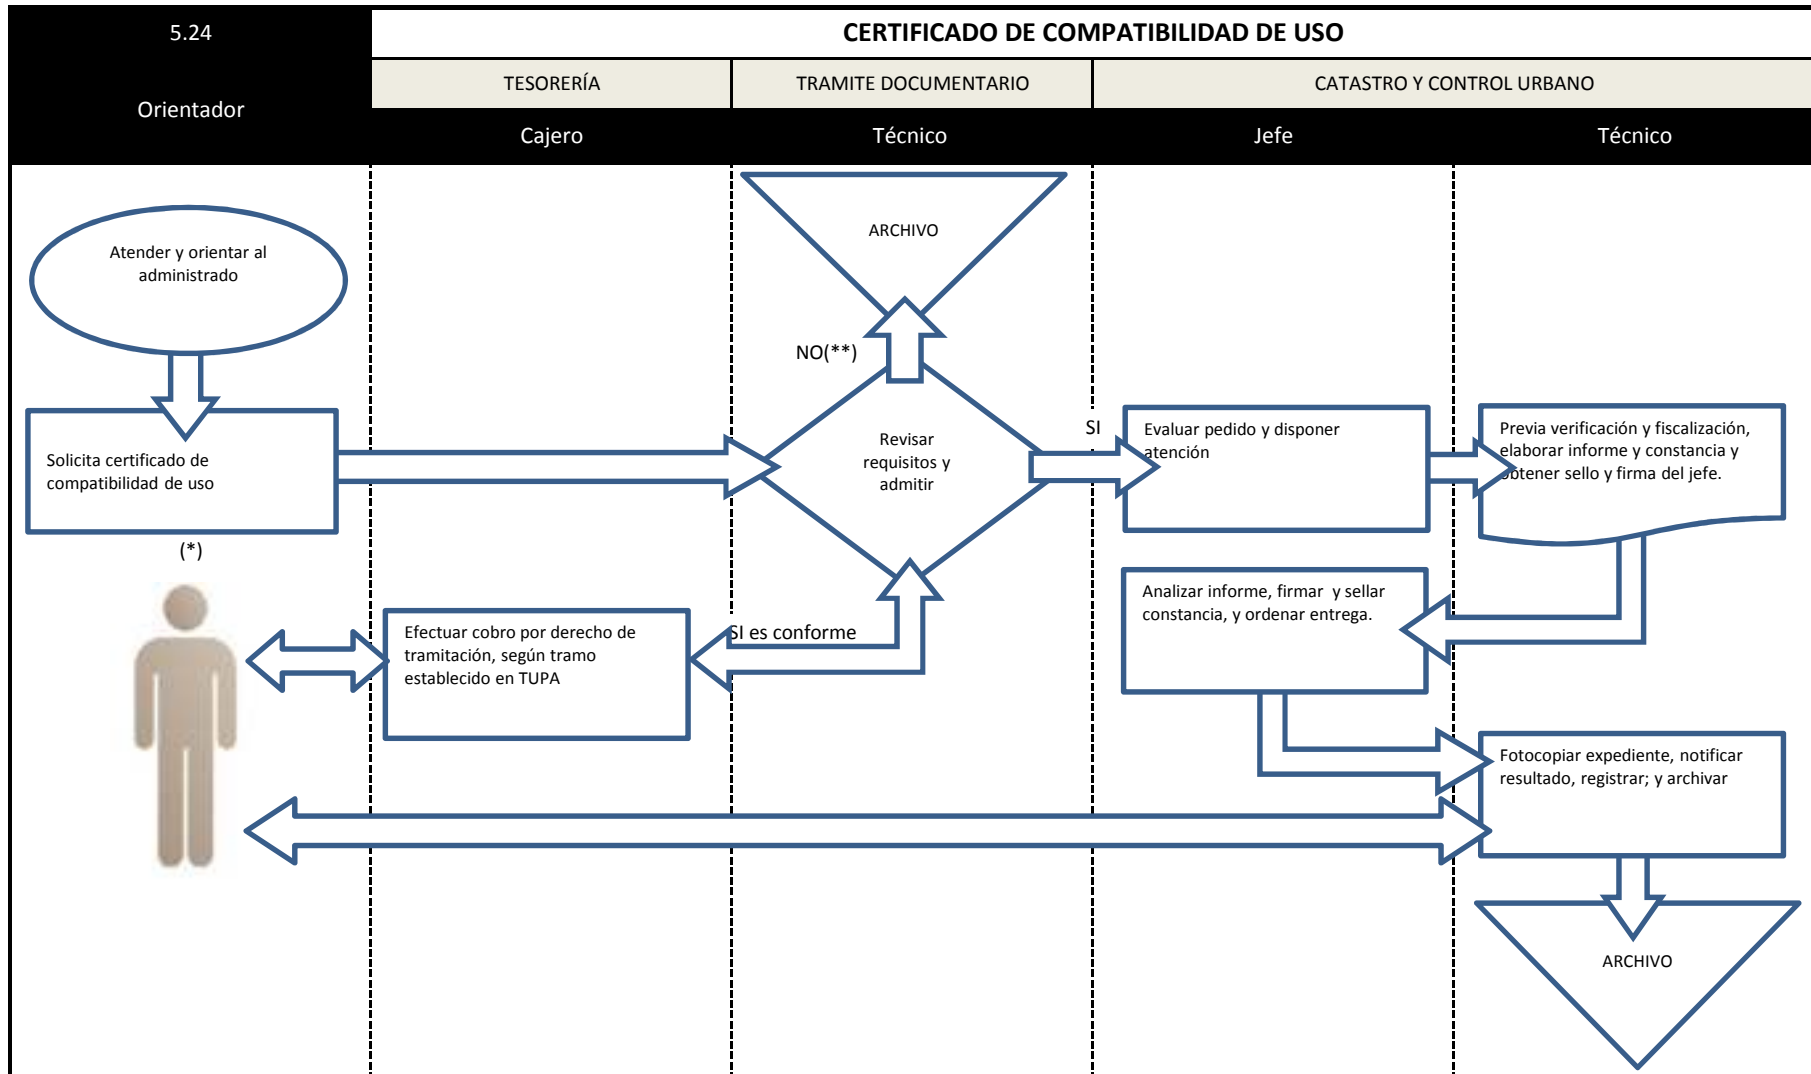 5.24
CERTIFICADO DE COMPATIBILIDAD DE USO
Orientador
TESORERÍA
TRAMITE DOCUMENTARIO
CATASTRO Y CONTROL URBANO
Cajero
Técnico
Jefe
Técnico
Atender y orientar al
administrado
ARCHIVO
NO(**)
Solicita certificado de
compatibilidad de uso
(*)
Revisar
requisitos y
admitir
SI
Evaluar pedido y disponer
atención
Previa verificación y fiscalización,
elaborar informe y constancia y
obtener sello y firma del jefe.
Efectuar cobro por derecho de
tramitación, según tramo
establecido en TUPA
SI es conforme
Analizar informe, firmar  y sellar
constancia, y ordenar entrega.
Fotocopiar expediente, notificar
resultado, registrar; y archivar
ARCHIVO